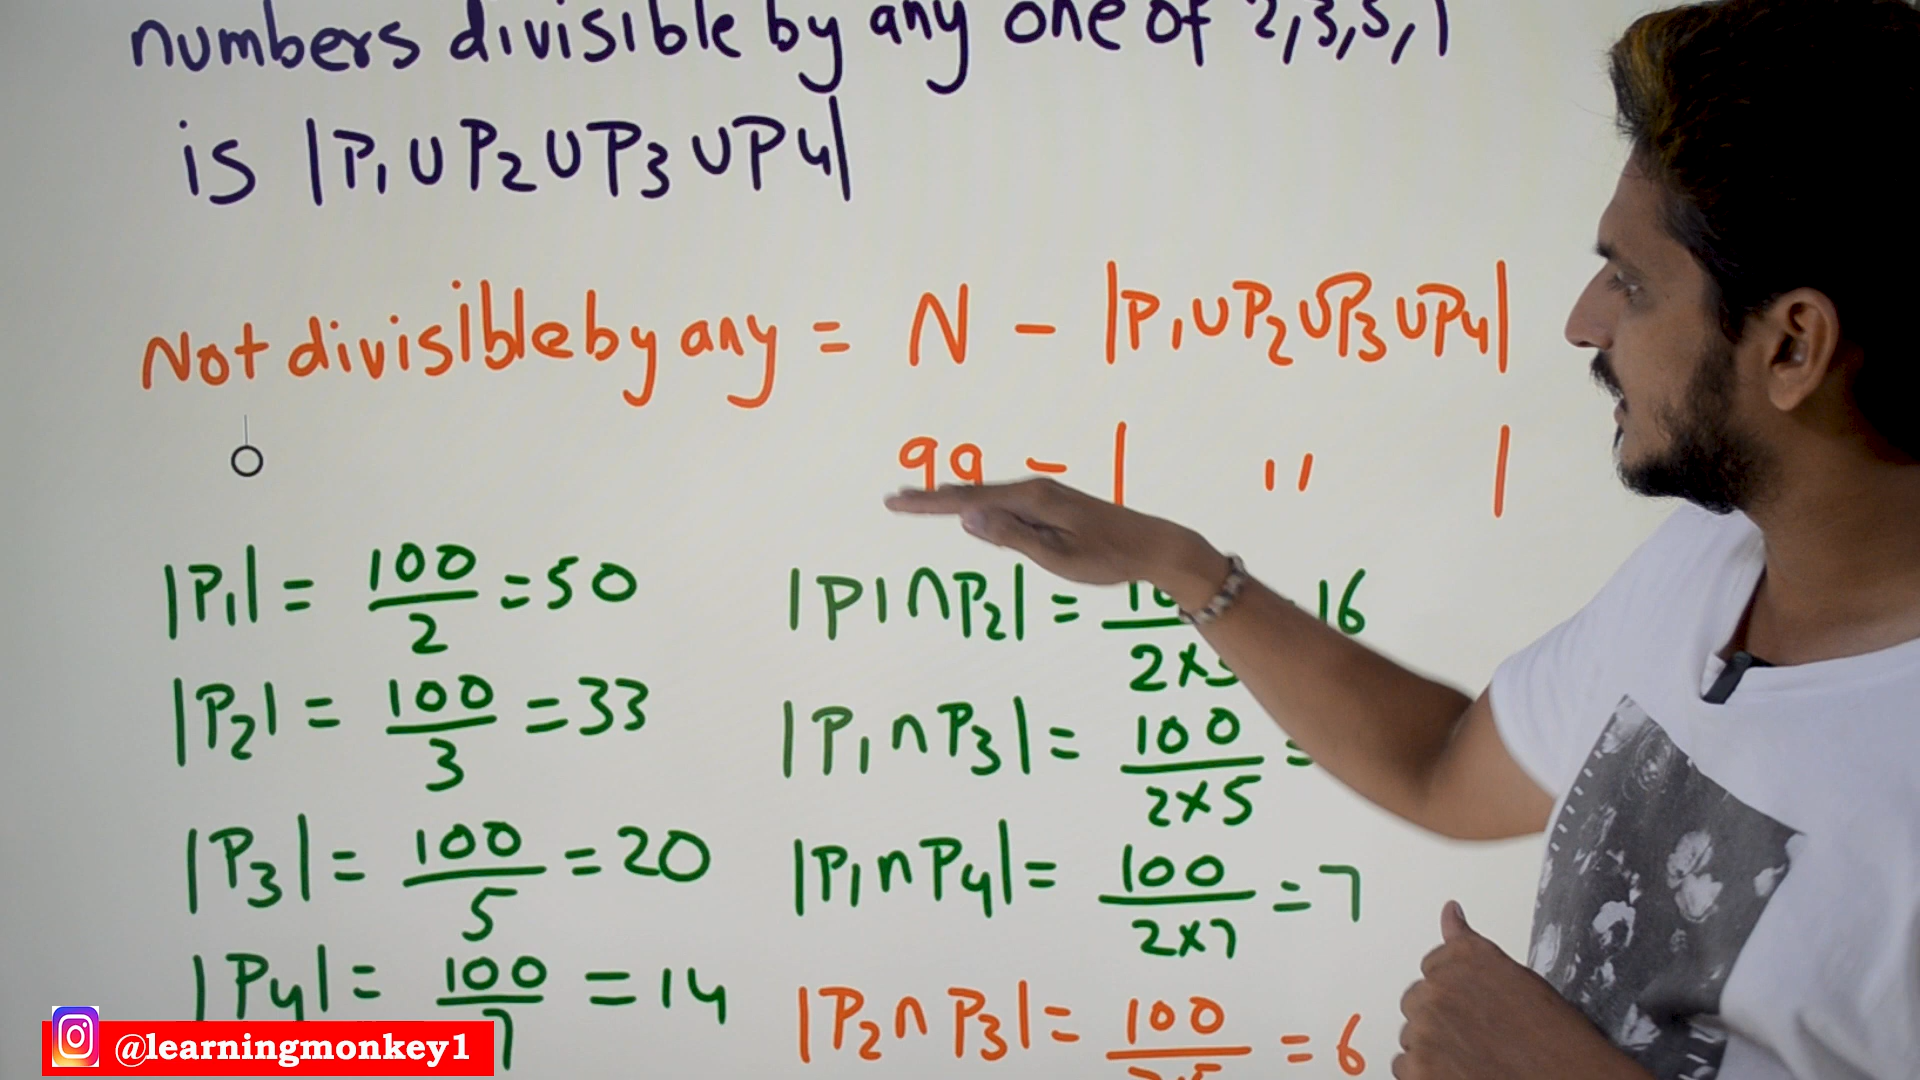 numbers divisible by any one of 2,3,5,7
is |P₁∪P₂∪P₃∪P₄|
Not divisible by any = N - |P₁∪P₂∪P₃∪P₄|
99 - | '' |
|P₁| = 100/2 = 50
|P₁∩P₂| = 16
|P₂| = 100/3 = 33
|P₁∩P₃| = 100/2×5 =
|P₃| = 100/5 = 20
|P₁∩P₄| = 100/2×7 = 7
|P₄| = 100/7 = 14
|P₂∩P₃| = 100 = 6
@learningmonkey1